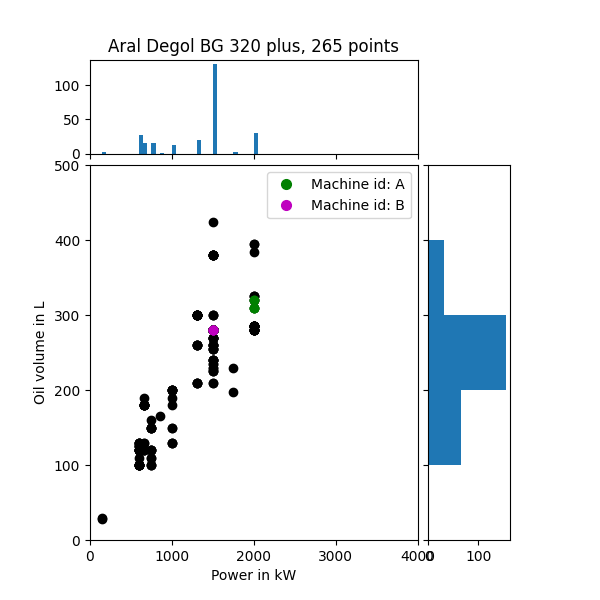 Aral Degol BG 320 plus, 265 points
100
50
0
500
400
300
200
100
0
Oil volume in L
Machine id: A
Machine id: B
0 1000 2000 3000 4000
Power in kW
0 100